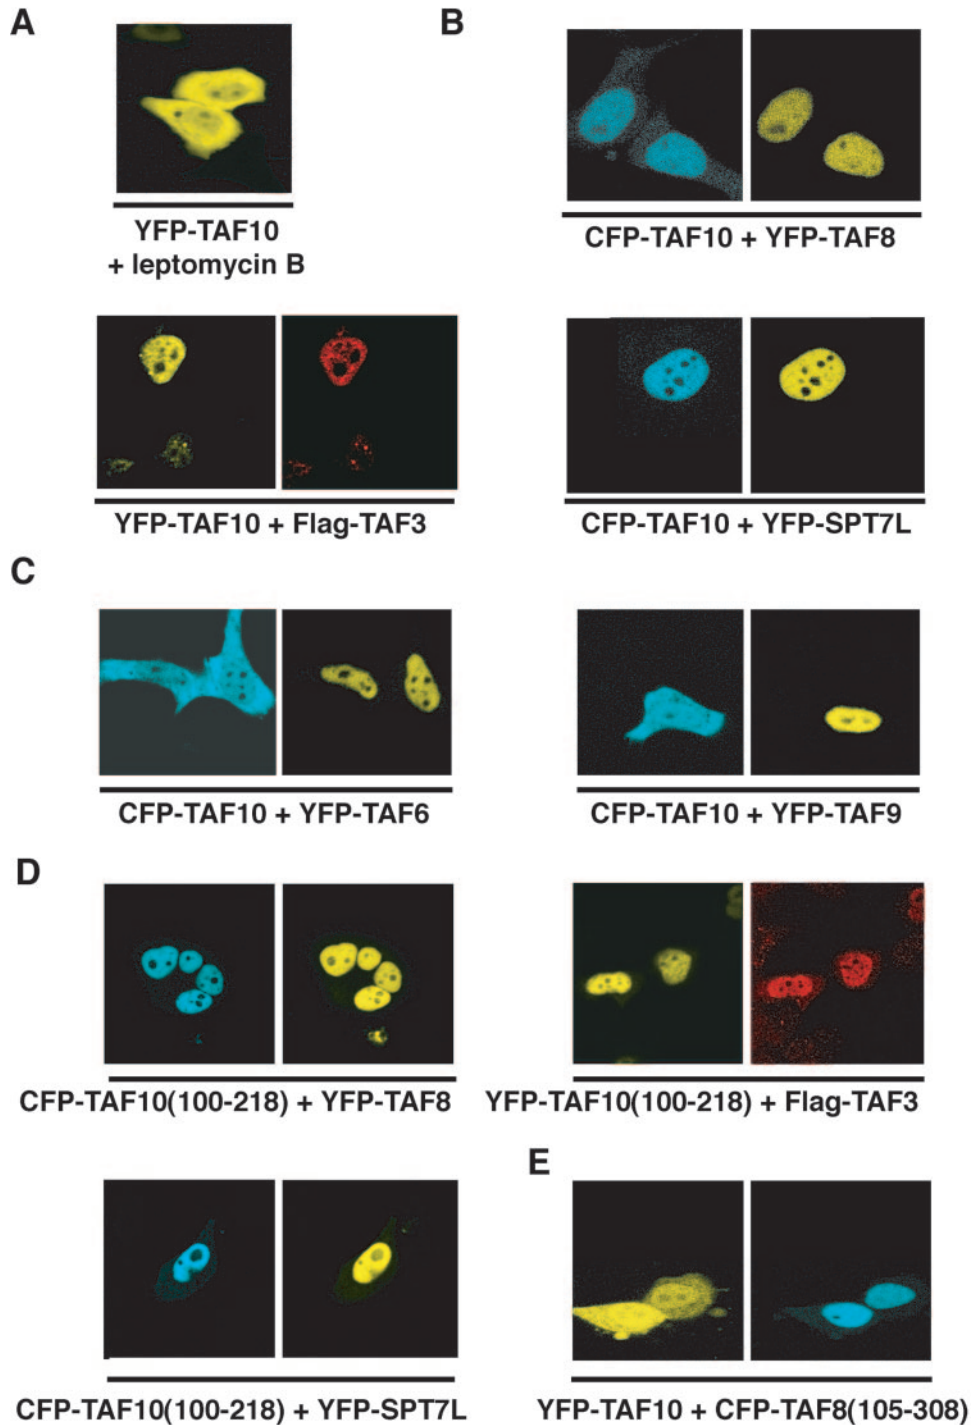 A
B
YFP-TAF10
+ leptomycin B
CFP-TAF10 + YFP-TAF8
YFP-TAF10 + Flag-TAF3
CFP-TAF10 + YFP-SPT7L
C
CFP-TAF10 + YFP-TAF6
CFP-TAF10 + YFP-TAF9
D
CFP-TAF10(100-218) + YFP-TAF8
YFP-TAF10(100-218) + Flag-TAF3
E
CFP-TAF10(100-218) + YFP-SPT7L
YFP-TAF10 + CFP-TAF8(105-308)